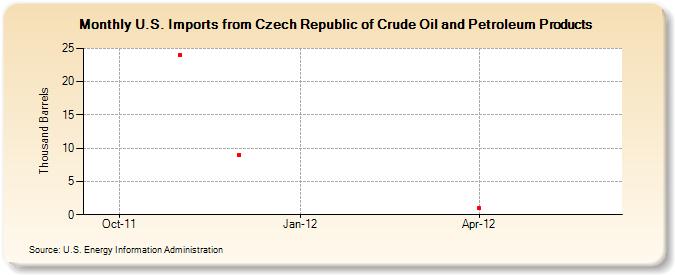 Monthly U.S. Imports from Czech Republic of Crude Oil and Petroleum Products
Thousand Barrels
25
20
15
10
5
0
Oct-11
Jan-12
Apr-12
Source: U.S. Energy Information Administration